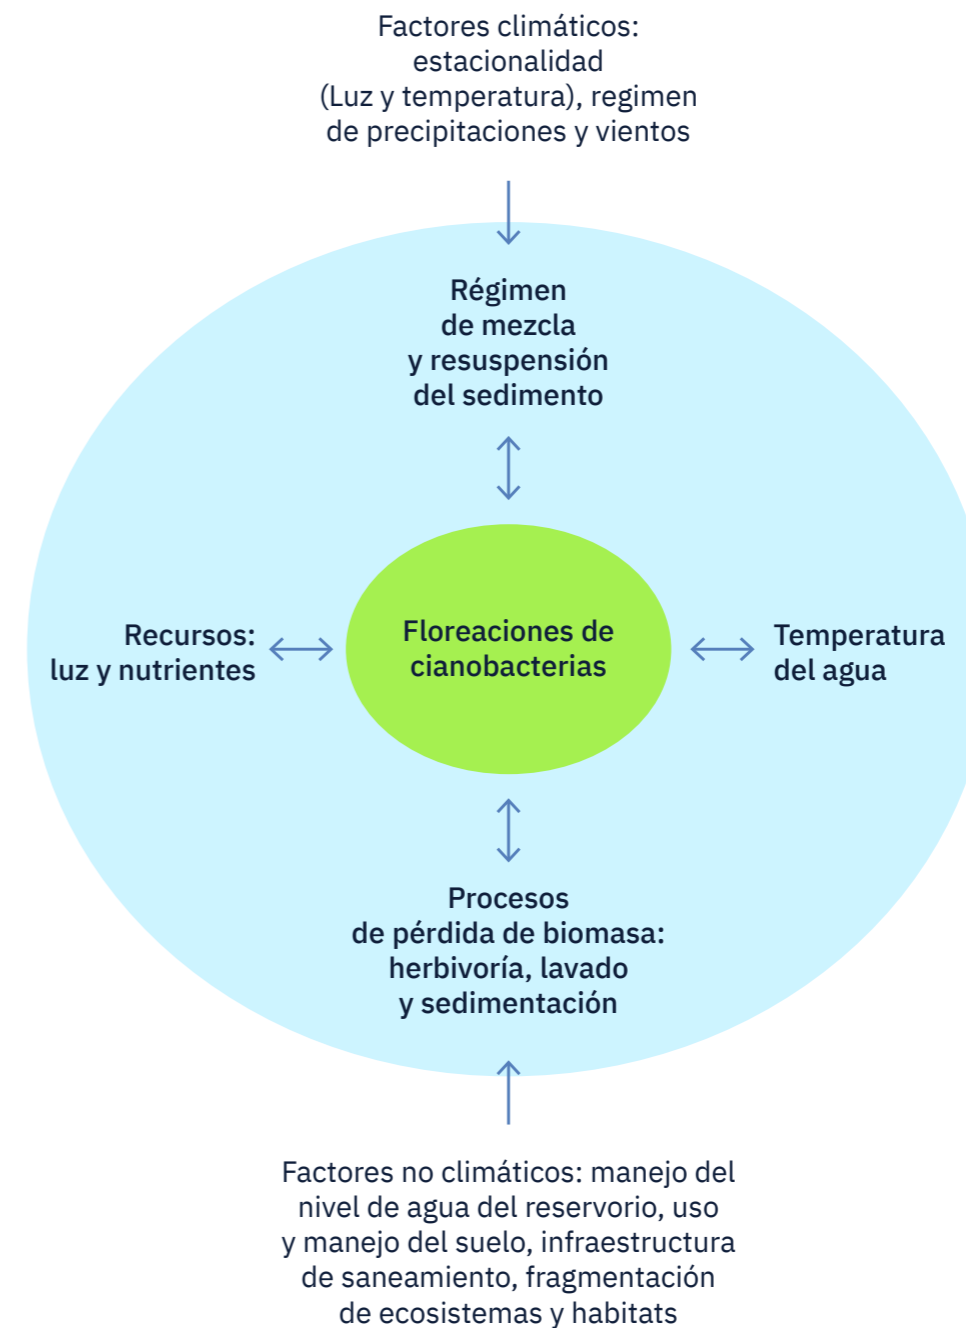 Factores climáticos:
estacionalidad
(Luz y temperatura), regimen
de precipitaciones y vientos
Régimen
de mezcla
y resuspensión
del sedimento
Recursos:
luz y nutrientes
Floreaciones de
cianobacterias
Temperatura
del agua
Procesos
de pérdida de biomasa:
herbivoría, lavado
y sedimentación
Factores no climáticos: manejo del
nivel de agua del reservorio, uso
y manejo del suelo, infraestructura
de saneamiento, fragmentación
de ecosistemas y habitats